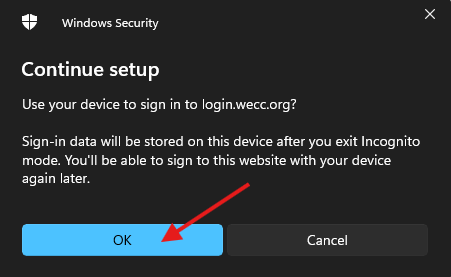 Windows Security
Continue setup
Use your device to sign in to login.wecc.org?
Sign-in data will be stored on this device after you exit Incognito
mode. You'll be able to sign to this website with your device
again later.
OK
Cancel